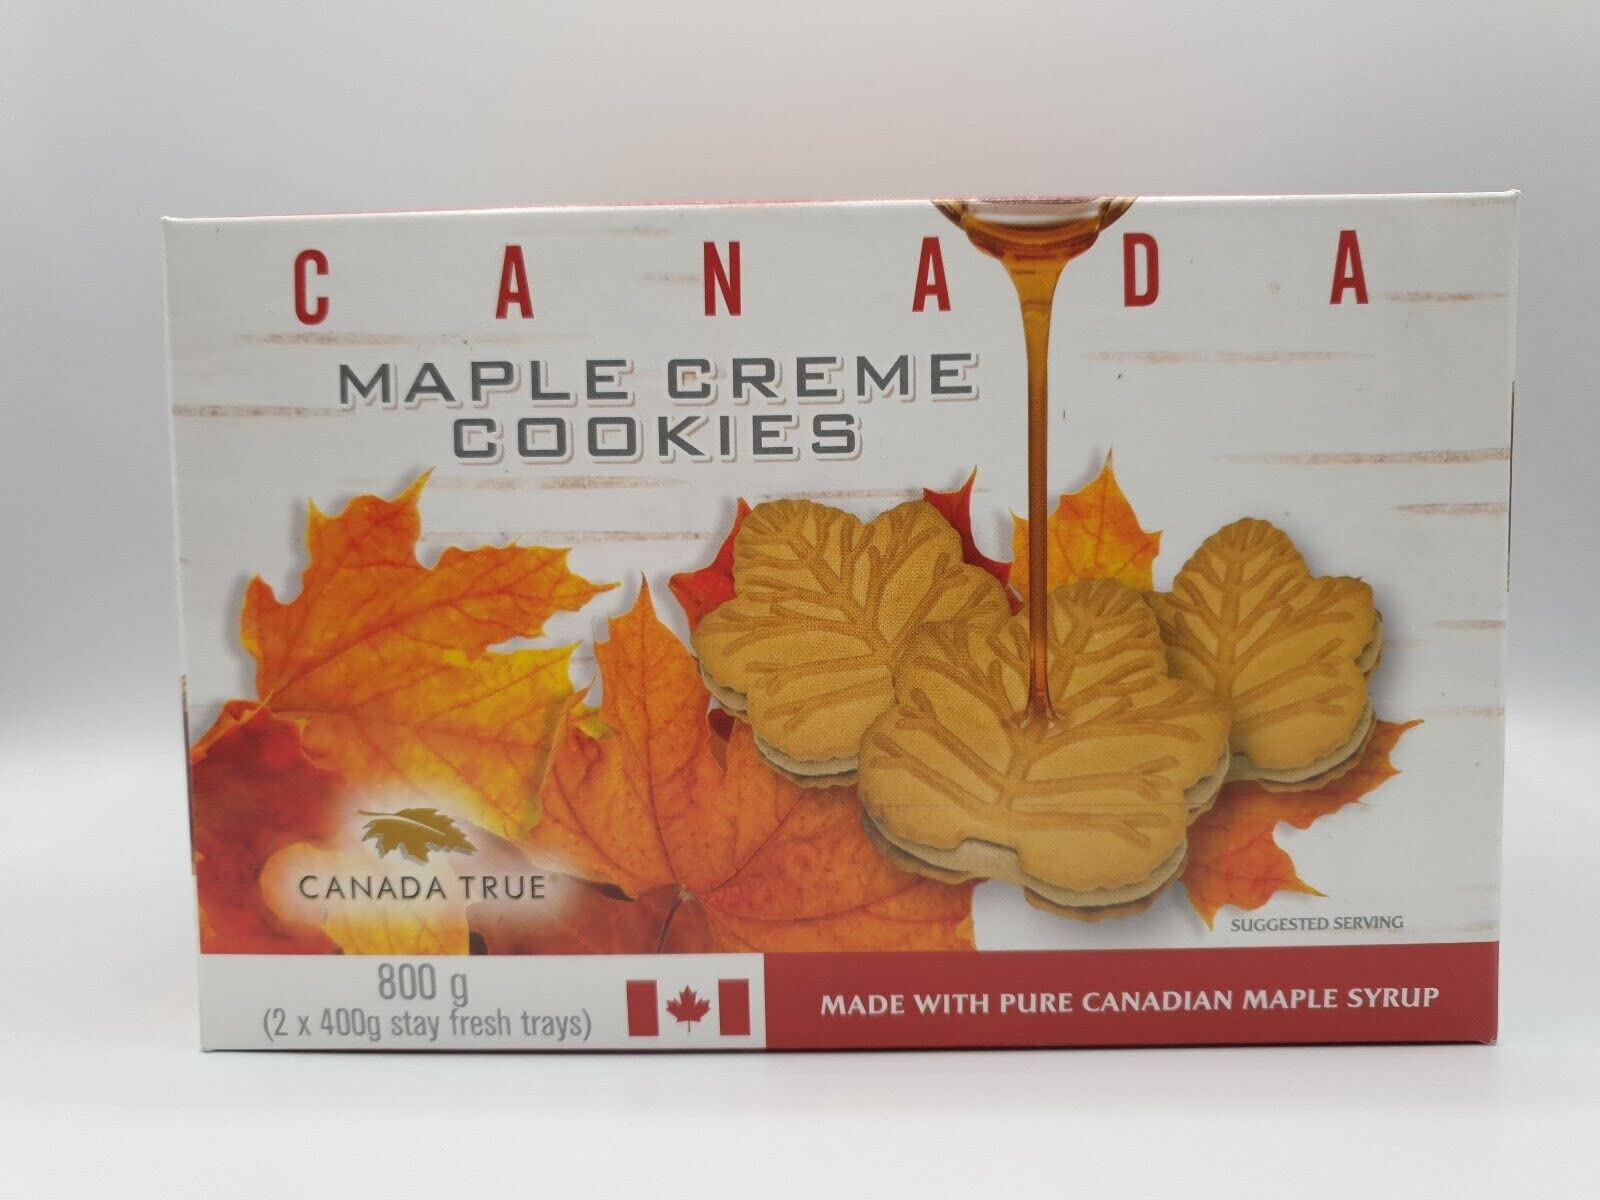 CANADA
MAPLE CREME
COOKIES
CANADA TRUE®
SUGGESTED SERVING
800 g
(2 x 400g stay fresh trays)
MADE WITH PURE CANADIAN MAPLE SYRUP